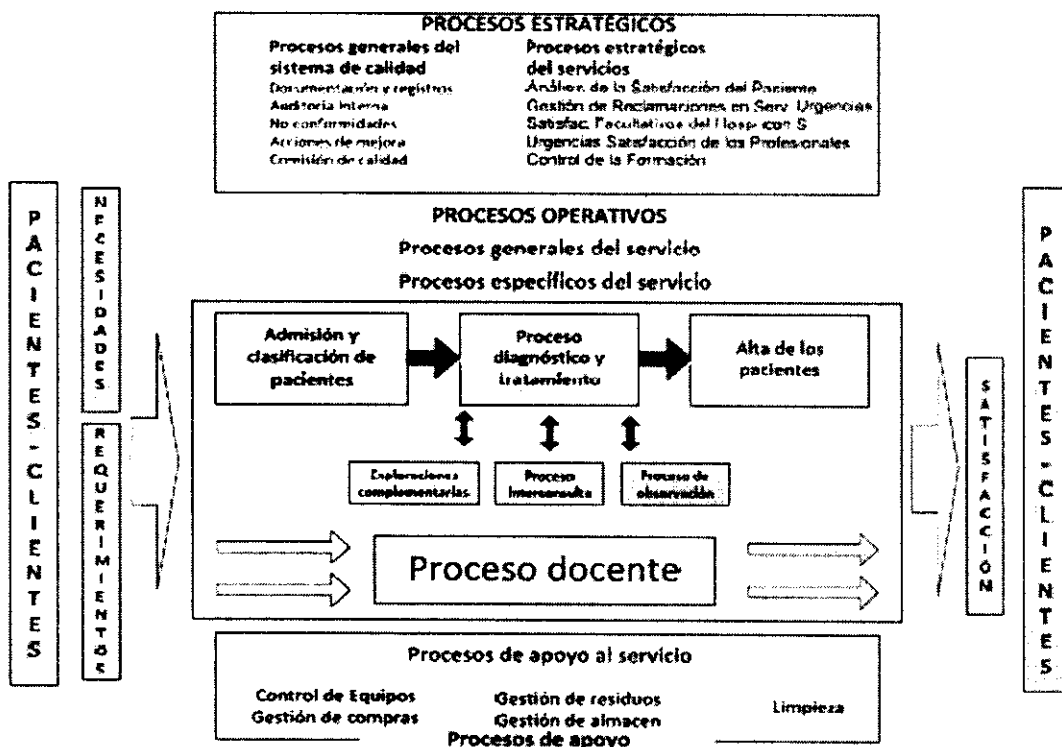 PROCESOS ESTRATÉGICOS
Procesos generales del
sistema de calidad
Documentación y registros
Auditoría Interna
No conformidades
Acciones de mejora
Comisión de calidad
Procesos estratégicos
del servicios
Análisis de la Satisfacción del Paciente
Gestión de Reclamaciones en Serv. Urgencias
Satisfac. Facultativos del Hosp con S
Urgencias Satisfacción de los Profesionales
Control de la Formación
PACIENTES-CLIENTES
NECESIDADES
REQUERIMIENTOS
PROCESOS OPERATIVOS
Procesos generales del servicio
Procesos específicos del servicio
Admisión y
clasificación de
pacientes
Proceso
diagnóstico y
tratamiento
Alta de los
pacientes
Exploraciones
complementarias
Proceso
Interconsulta
Proceso de
observación
Proceso docente
SATISFACCIÓN
PACIENTES-CLIENTES
Procesos de apoyo al servicio
Control de Equipos
Gestión de compras
Gestión de residuos
Gestión de almacen
Limpieza
Procesos de apoyo